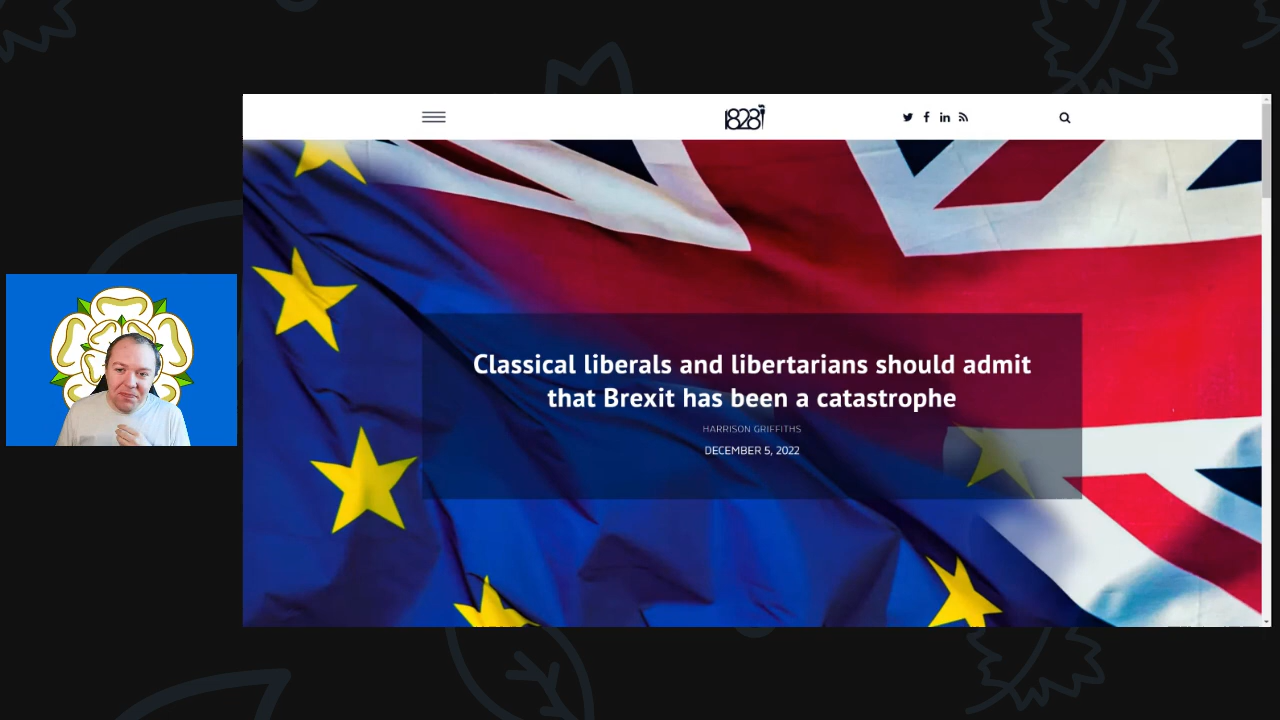 1828
Classical liberals and libertarians should admit
that Brexit has been a catastrophe
HARRISON GRIFFITHS
DECEMBER 5, 2022